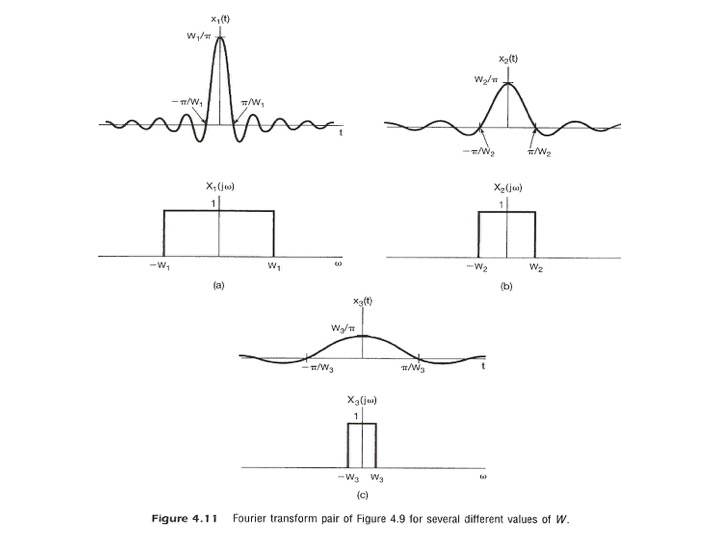 x₁(t)
W₁/π
−π/W₁
π/W₁
t
X₁(jω)
1
−W₁
W₁
ω
(a)
x₂(t)
W₂/π
−π/W₂
π/W₂
X₂(jω)
1
−W₂
W₂
(b)
x₃(t)
W₃/π
−π/W₃
π/W₃
t
X₃(jω)
1
−W₃
W₃
ω
(c)
Figure 4.11 Fourier transform pair of Figure 4.9 for several different values of W.